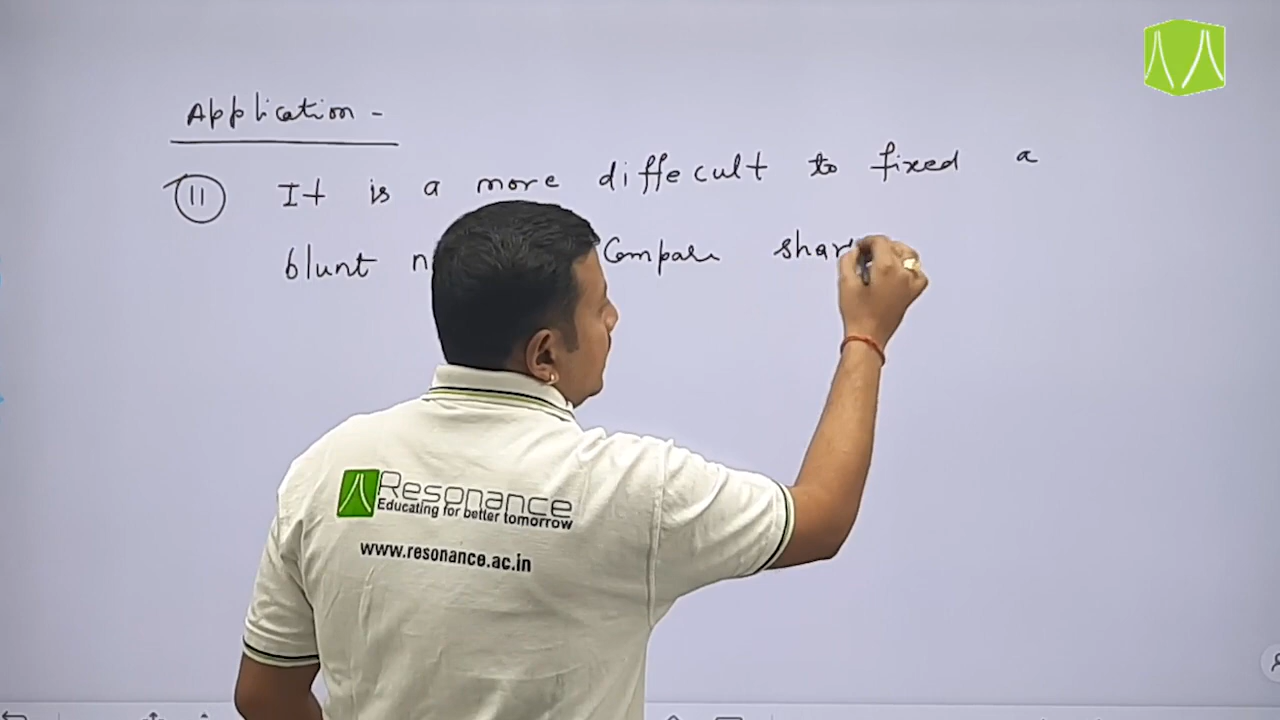 Application -
11 It is a more diffecult to fixed a
blunt Compare shar
Resonance
Educating for better tomorrow
www.resonance.ac.in